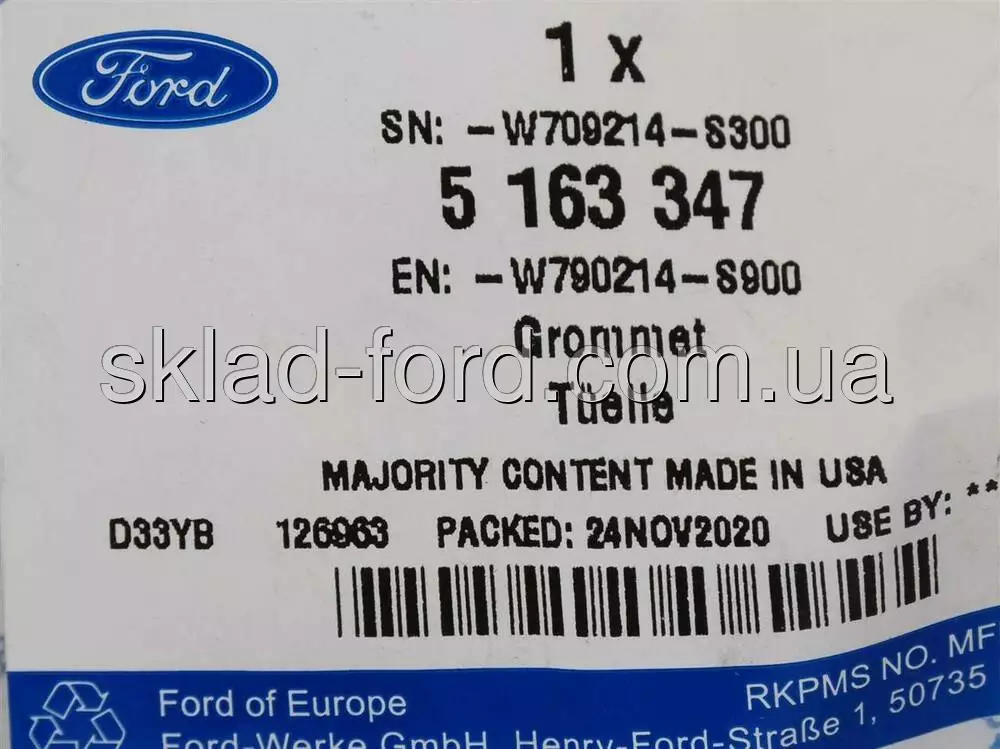 Ford
1 x
SN: -W709214-S300
5 163 347
EN: -W790214-S900
Grommet
sklad-ford.com.ua
Tüelle
MAJORITY CONTENT MADE IN USA
D33YB 126963 PACKED: 24NOV2020 USE BY: **
Ford of Europe RKPMS NO. MF
Ford-Werke GmbH, Henry-Ford-Straße 1, 50735